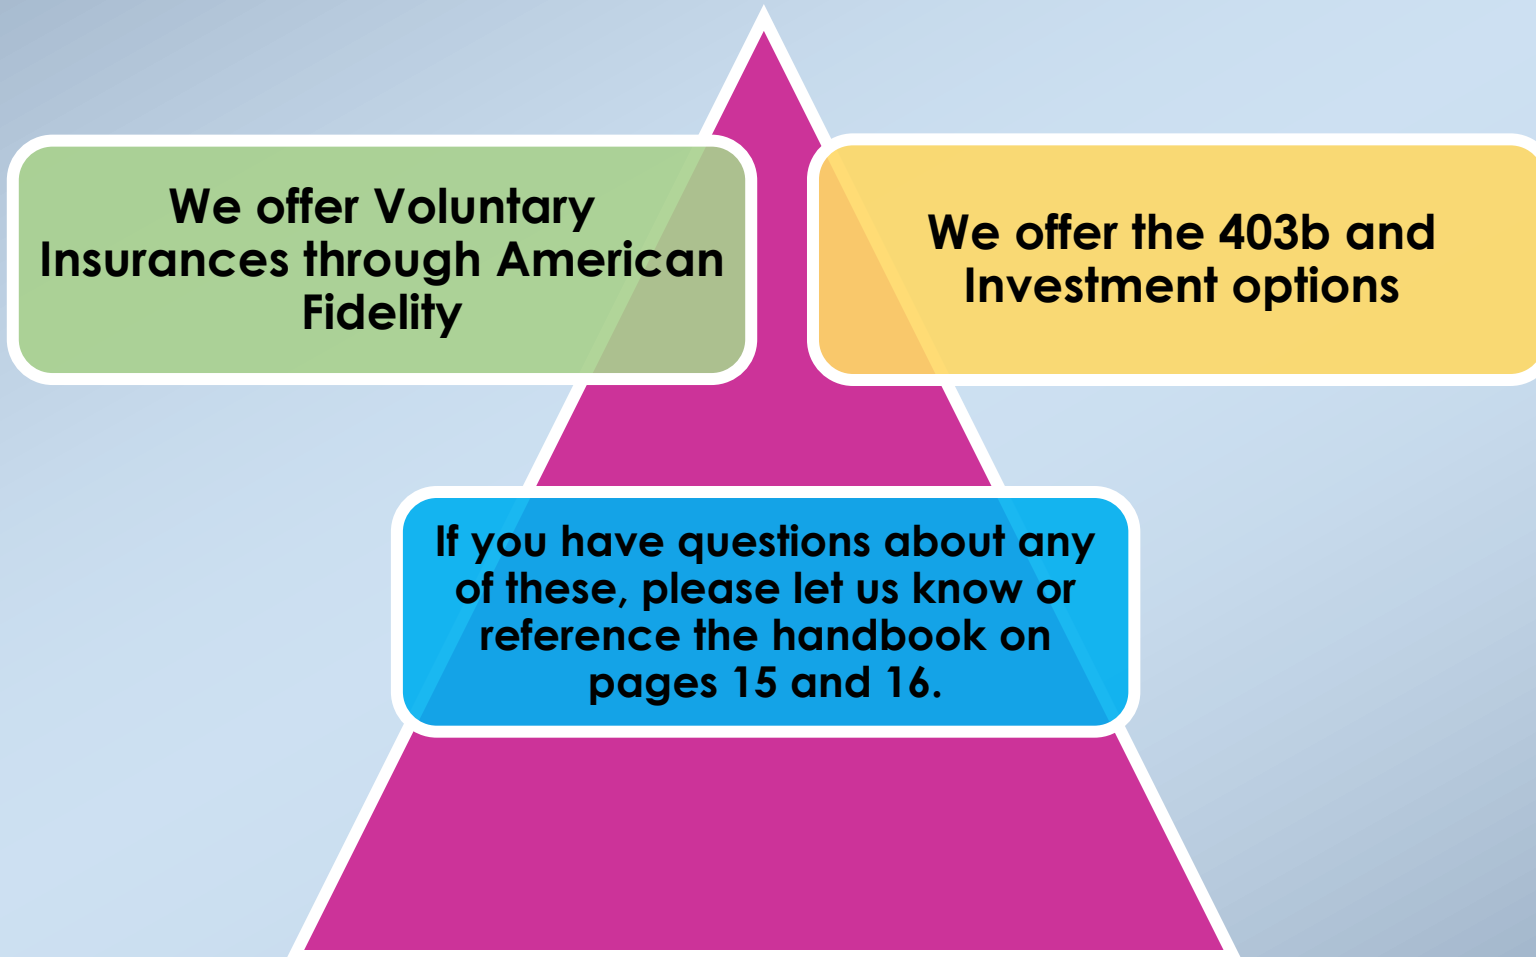 We offer Voluntary
Insurances through American
Fidelity
We offer the 403b and
Investment options
If you have questions about any
of these, please let us know or
reference the handbook on
pages 15 and 16.